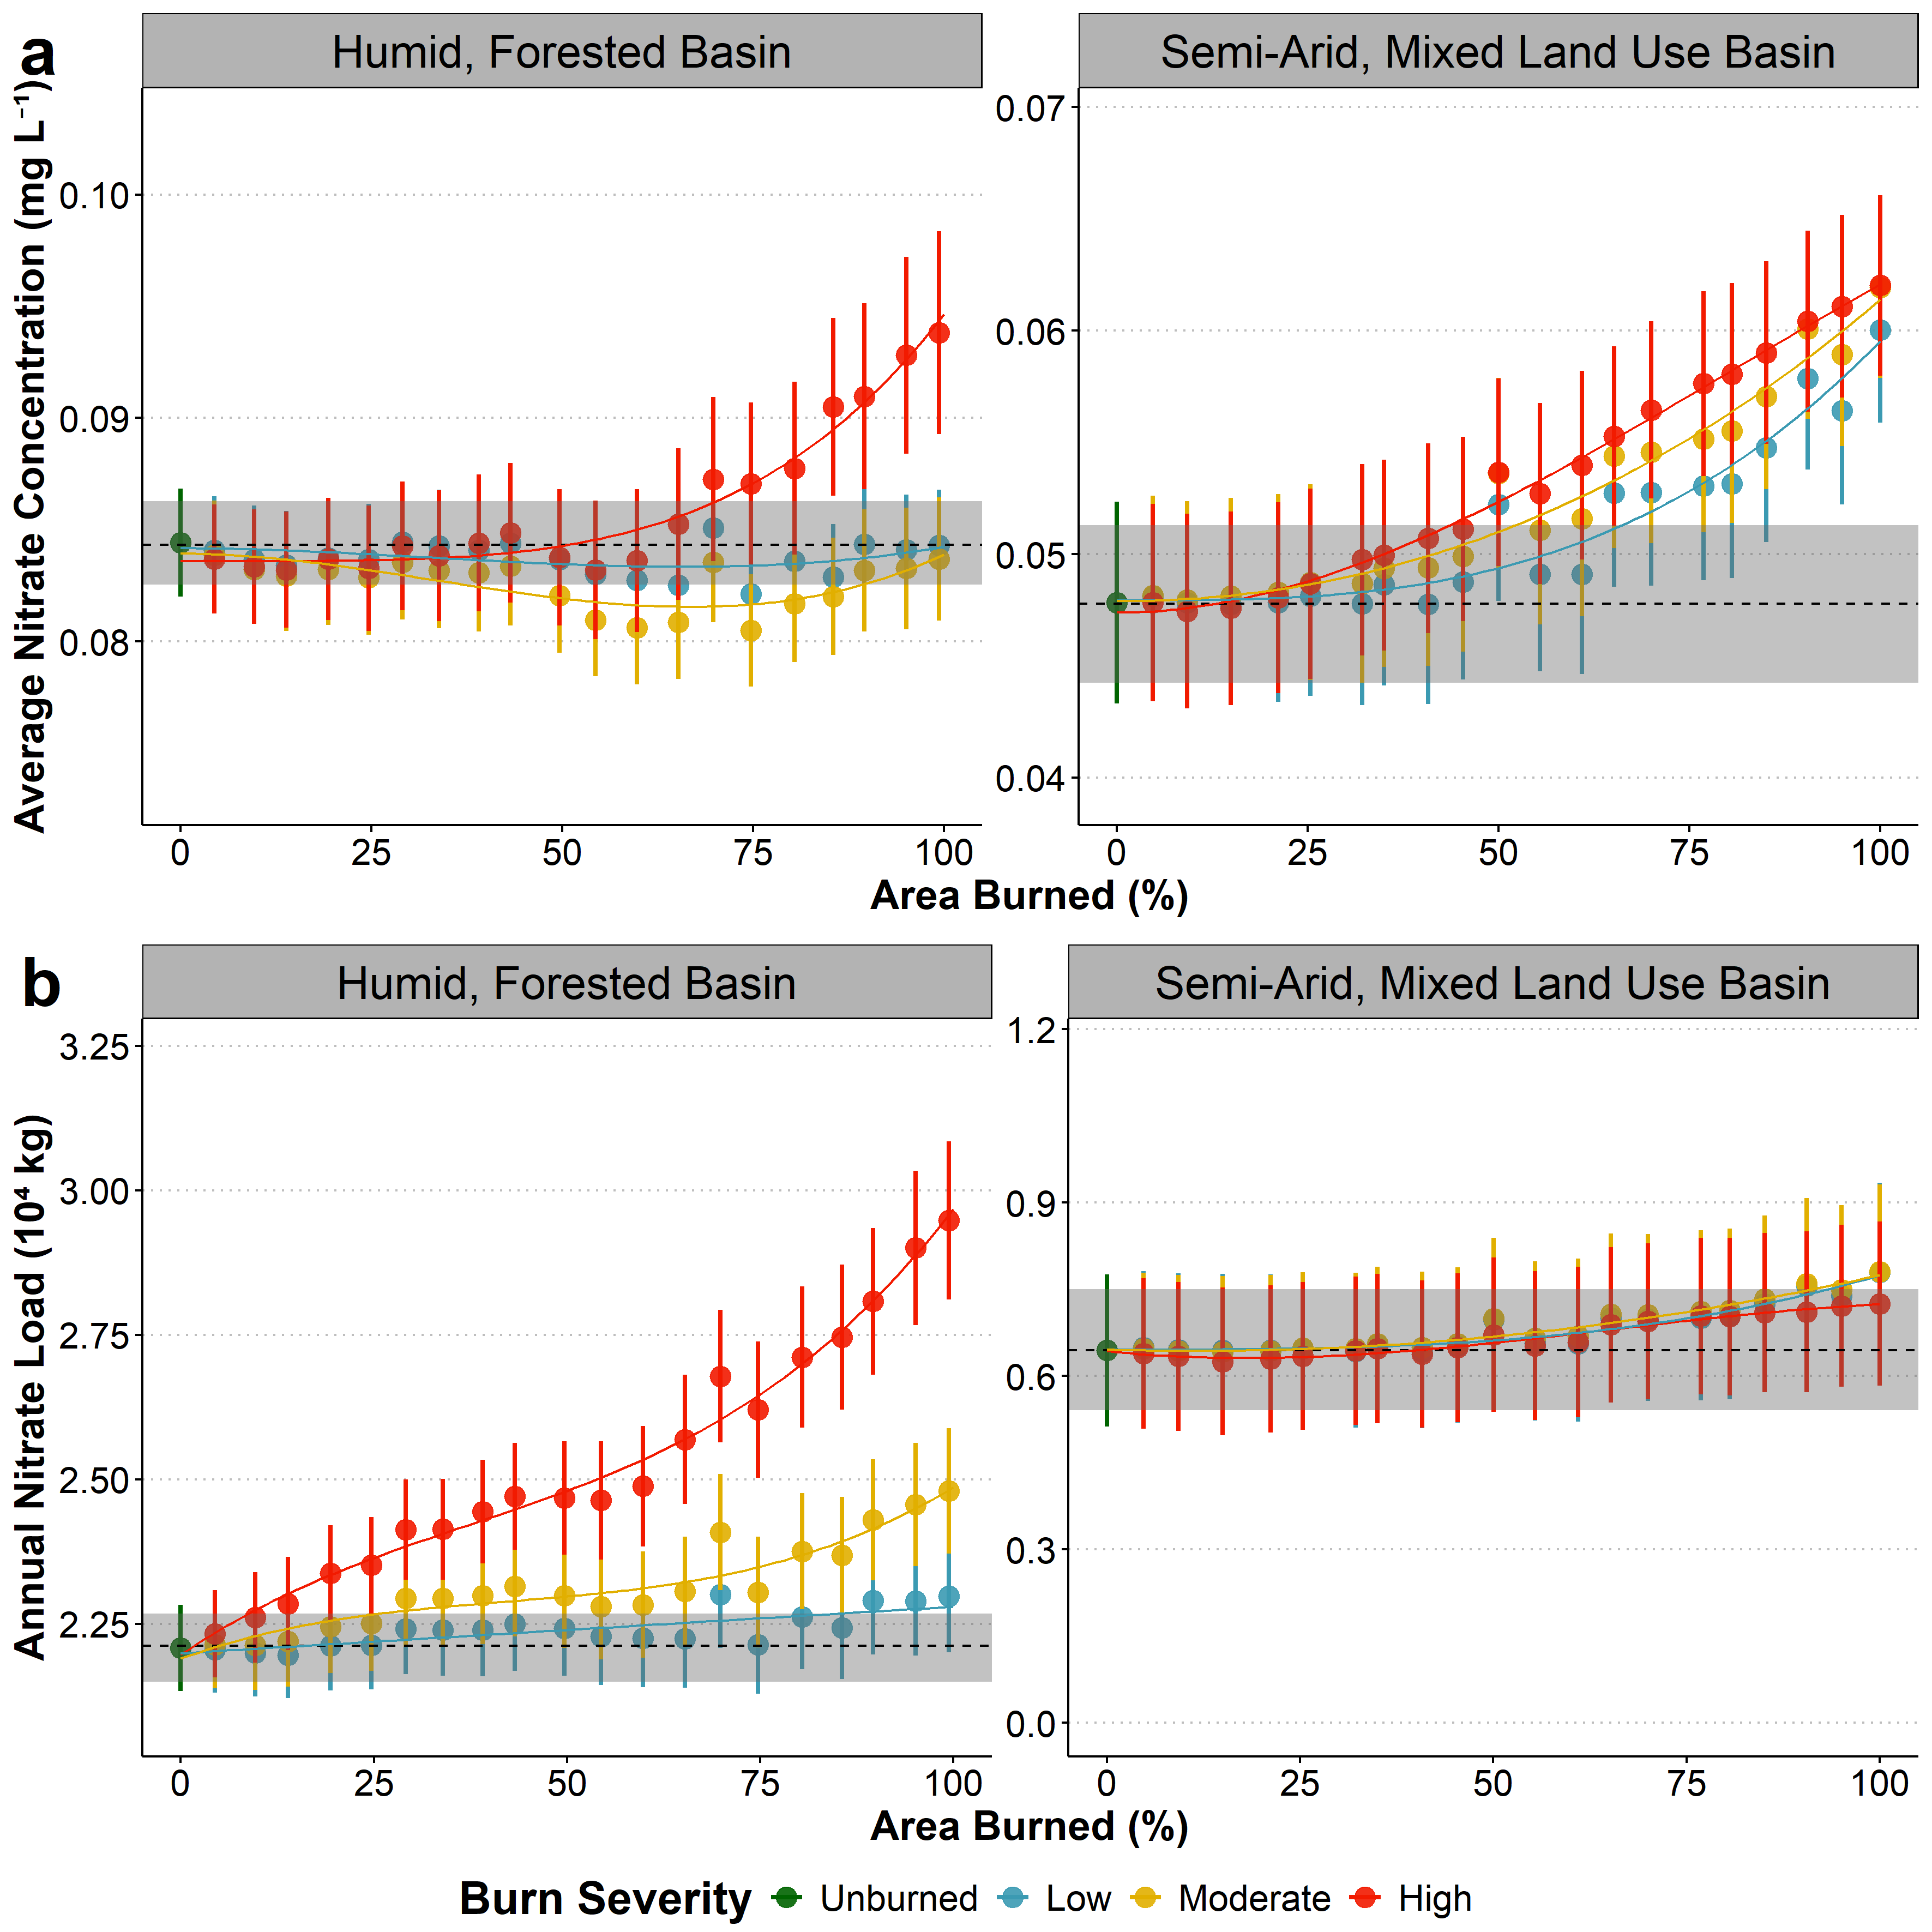 a
Humid, Forested Basin
Semi-Arid, Mixed Land Use Basin
Average Nitrate Concentration (mg L⁻¹)
0.10
0.09
0.08
0.07
0.06
0.05
0.04
0 25 50 75 100
0 25 50 75 100
Area Burned (%)
b
Humid, Forested Basin
Semi-Arid, Mixed Land Use Basin
Annual Nitrate Load (10⁴ kg)
3.25
3.00
2.75
2.50
2.25
1.2
0.9
0.6
0.3
0.0
0 25 50 75 100
0 25 50 75 100
Area Burned (%)
Burn Severity Unburned Low Moderate High